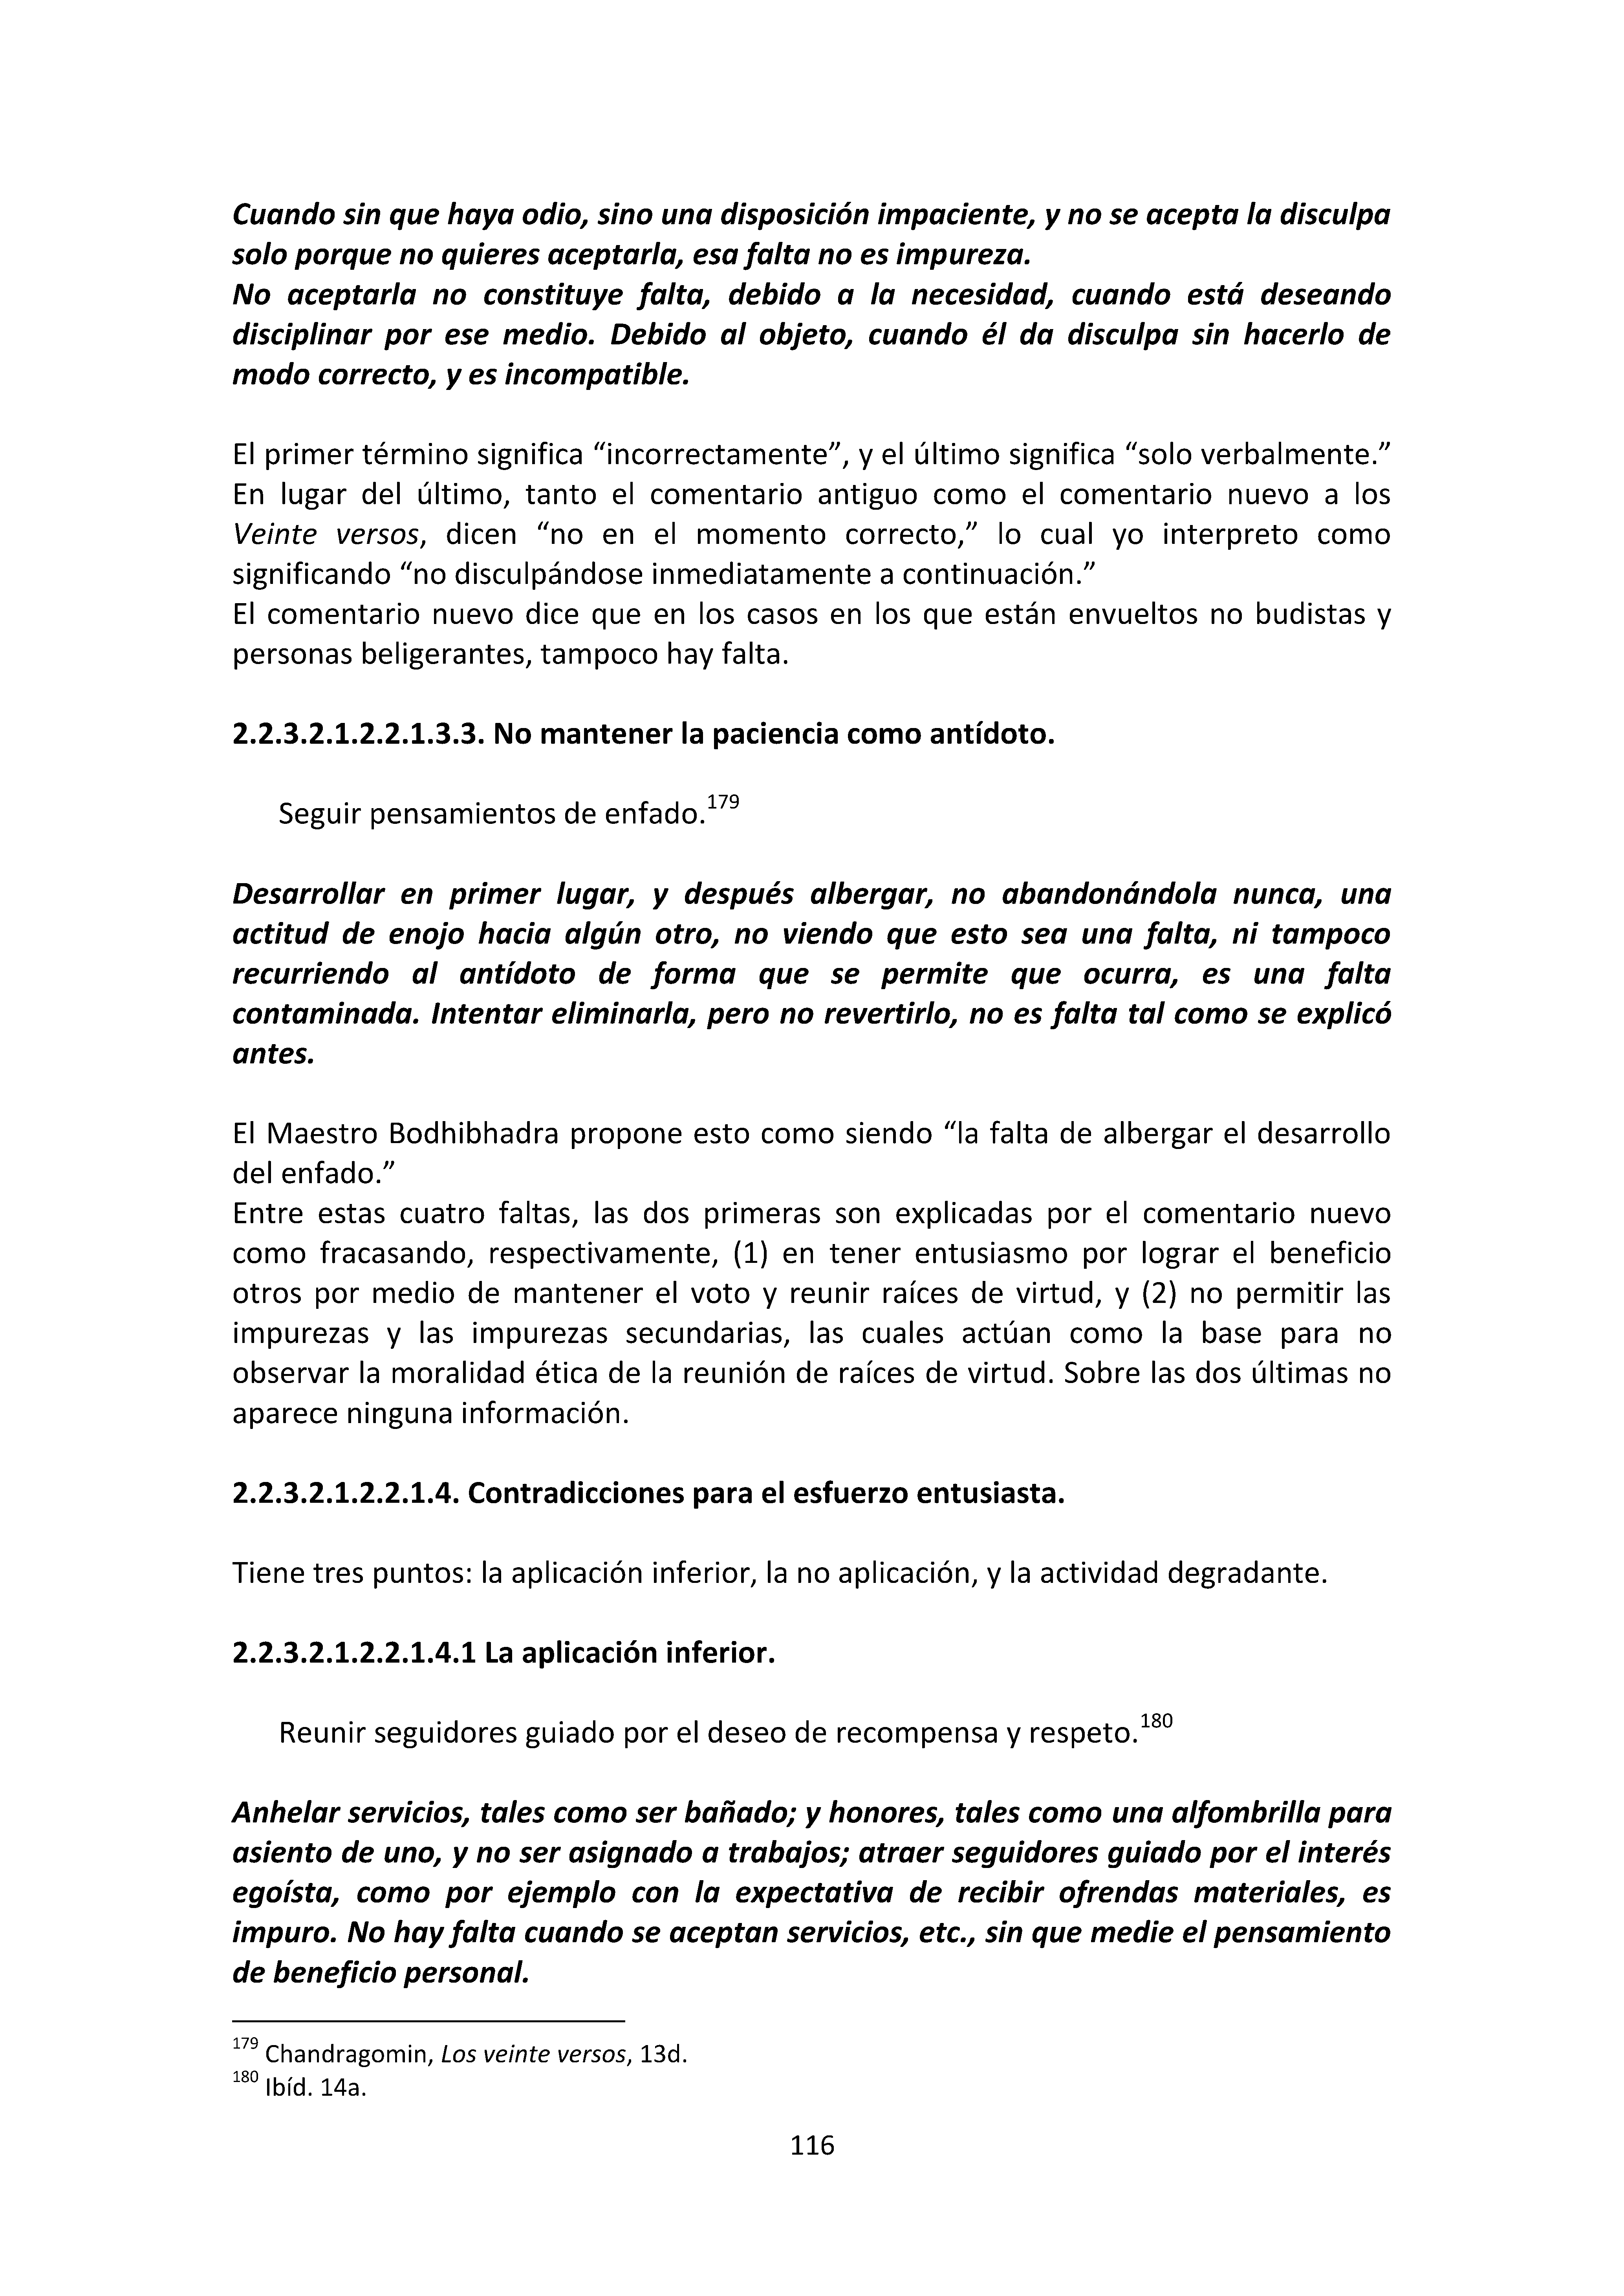 Cuando sin que haya odio, sino una disposición impaciente, y no se acepta la disculpa
solo porque no quieres aceptarla, esa falta no es impureza.
No aceptarla no constituye falta, debido a la necesidad, cuando está deseando
disciplinar por ese medio. Debido al objeto, cuando él da disculpa sin hacerlo de
modo correcto, y es incompatible.
El primer término significa “incorrectamente”, y el último significa “solo verbalmente.”
En lugar del último, tanto el comentario antiguo como el comentario nuevo a los
Veinte versos, dicen “no en el momento correcto,” lo cual yo interpreto como
significando “no disculpándose inmediatamente a continuación.”
El comentario nuevo dice que en los casos en los que están envueltos no budistas y
personas beligerantes, tampoco hay falta.
2.2.3.2.1.2.2.1.3.3. No mantener la paciencia como antídoto.
Seguir pensamientos de enfado.179
Desarrollar en primer lugar, y después albergar, no abandonándola nunca, una
actitud de enojo hacia algún otro, no viendo que esto sea una falta, ni tampoco
recurriendo al antídoto de forma que se permite que ocurra, es una falta
contaminada. Intentar eliminarla, pero no revertirlo, no es falta tal como se explicó
antes.
El Maestro Bodhibhadra propone esto como siendo “la falta de albergar el desarrollo
del enfado.”
Entre estas cuatro faltas, las dos primeras son explicadas por el comentario nuevo
como fracasando, respectivamente, (1) en tener entusiasmo por lograr el beneficio
otros por medio de mantener el voto y reunir raíces de virtud, y (2) no permitir las
impurezas y las impurezas secundarias, las cuales actúan como la base para no
observar la moralidad ética de la reunión de raíces de virtud. Sobre las dos últimas no
aparece ninguna información.
2.2.3.2.1.2.2.1.4. Contradicciones para el esfuerzo entusiasta.
Tiene tres puntos: la aplicación inferior, la no aplicación, y la actividad degradante.
2.2.3.2.1.2.2.1.4.1 La aplicación inferior.
Reunir seguidores guiado por el deseo de recompensa y respeto.180
Anhelar servicios, tales como ser bañado; y honores, tales como una alfombrilla para
asiento de uno, y no ser asignado a trabajos; atraer seguidores guiado por el interés
egoísta, como por ejemplo con la expectativa de recibir ofrendas materiales, es
impuro. No hay falta cuando se aceptan servicios, etc., sin que medie el pensamiento
de beneficio personal.
179 Chandragomin, Los veinte versos, 13d.
180 Ibíd. 14a.
116